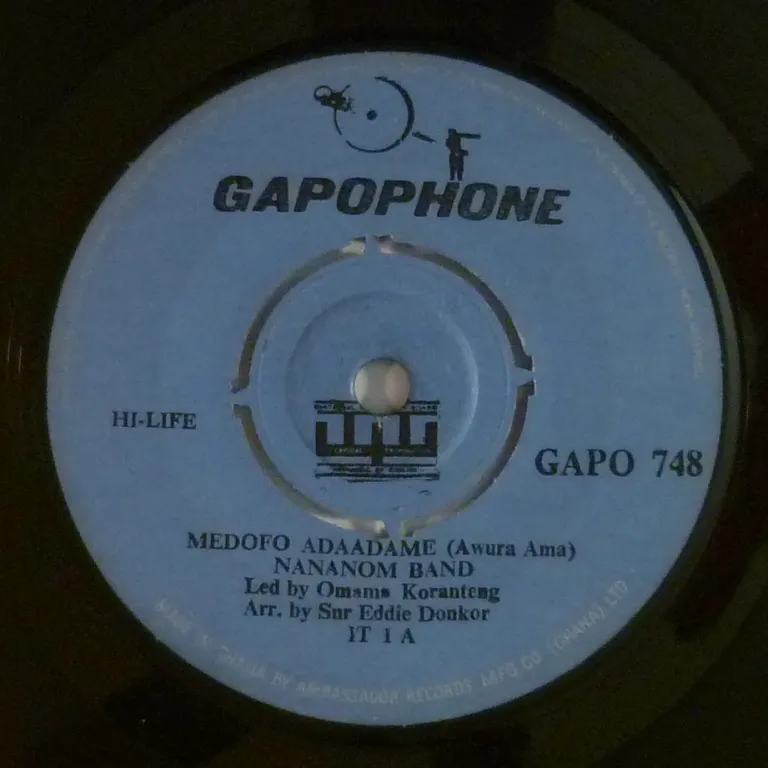 GAPOPHONE
HI-LIFE
GAPO 748
MEDOFO ADAADAME (Awura Ama)
NANANOM BAND
Led by Omama Koranteng
Arr. by Snr Eddie Donkor
IT 1 A
MADE IN GHANA BY AMBASSADOR RECORDS MFG CO (GHANA) LTD